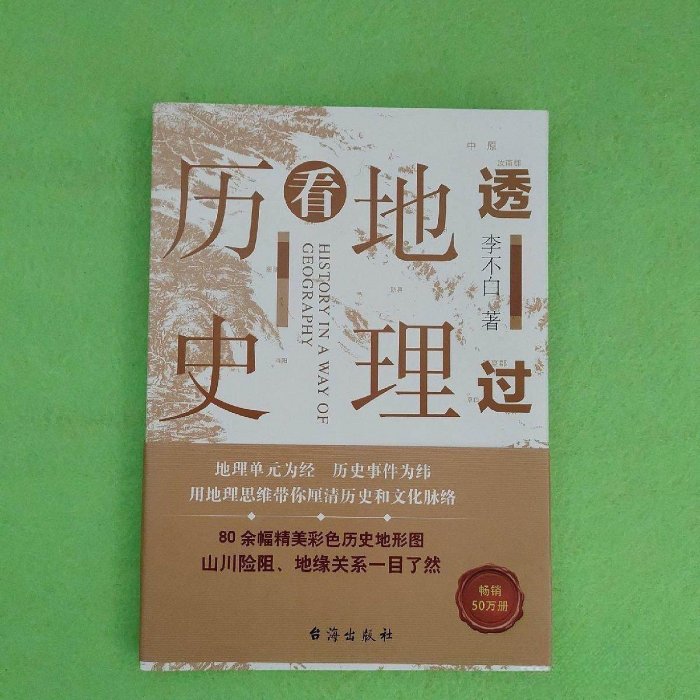 透过
地理
看
历史
HISTORY IN A WAY OF
GEOGRAPHY
李不白 著
中原
地理单元为经 历史事件为纬
用地理思维带你厘清历史和文化脉络
80余幅精美彩色历史地形图
山川险阻、地缘关系一目了然
畅销
50万册
台海出版社